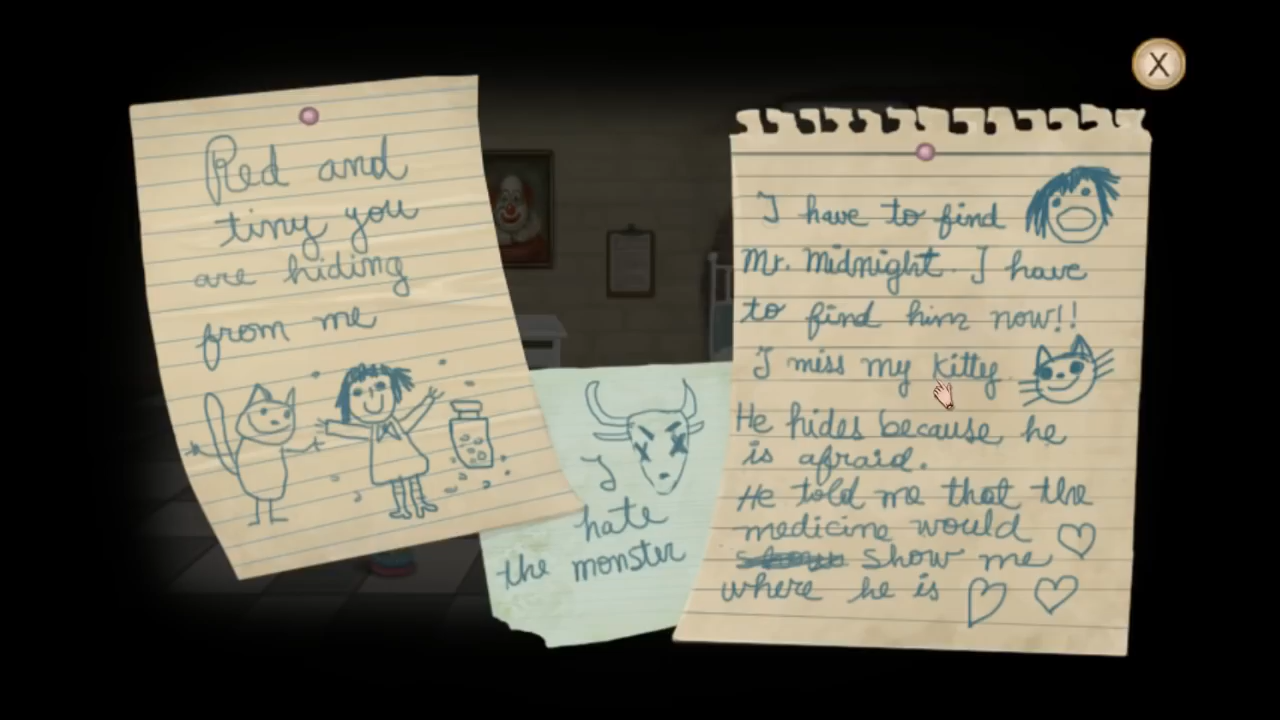 Red and
tiny you
are hiding
from me
I
hate
the monster
I have to find
Mr. Midnight. I have
to find him now!!
I miss my kitty
He hides because he
is afraid.
He told me that the
medicine would
show me
where he is
X